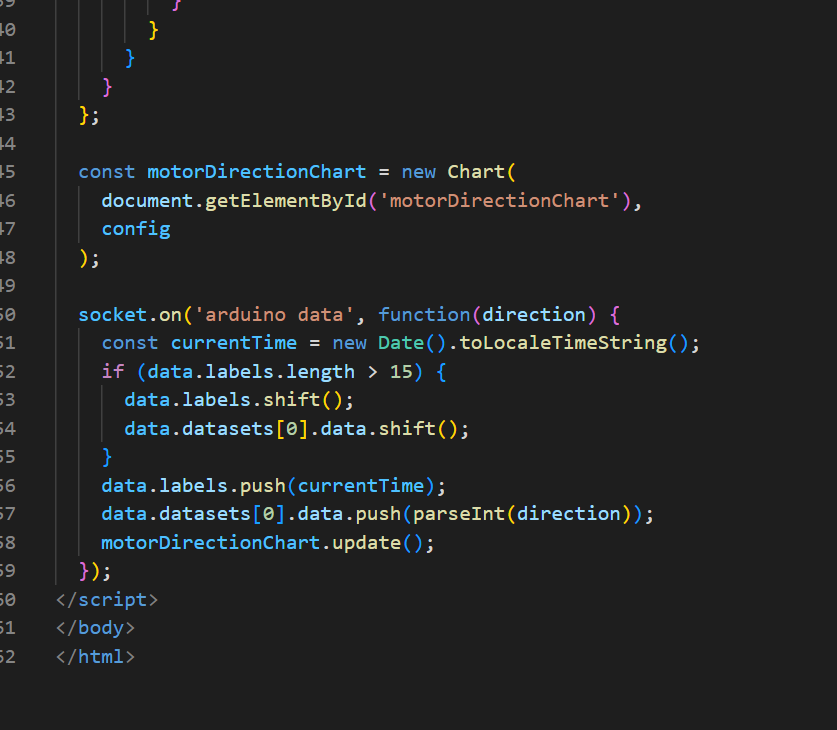 39 }
40 }
41 }
42 }
43 };
44
45 const motorDirectionChart = new Chart(
46 document.getElementById('motorDirectionChart'),
47 config
48 );
49
50 socket.on('arduino data', function(direction) {
51 const currentTime = new Date().toLocaleTimeString();
52 if (data.labels.length > 15) {
53 data.labels.shift();
54 data.datasets[0].data.shift();
55 }
56 data.labels.push(currentTime);
57 data.datasets[0].data.push(parseInt(direction));
58 motorDirectionChart.update();
59 });
60 </script>
61 </body>
62 </html>